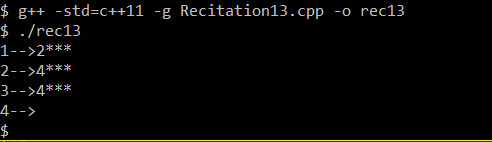 $ g++ -std=c++11 -g Recitation13.cpp -o rec13
$ ./rec13
1-->2***
2-->4***
3-->4***
4-->
$